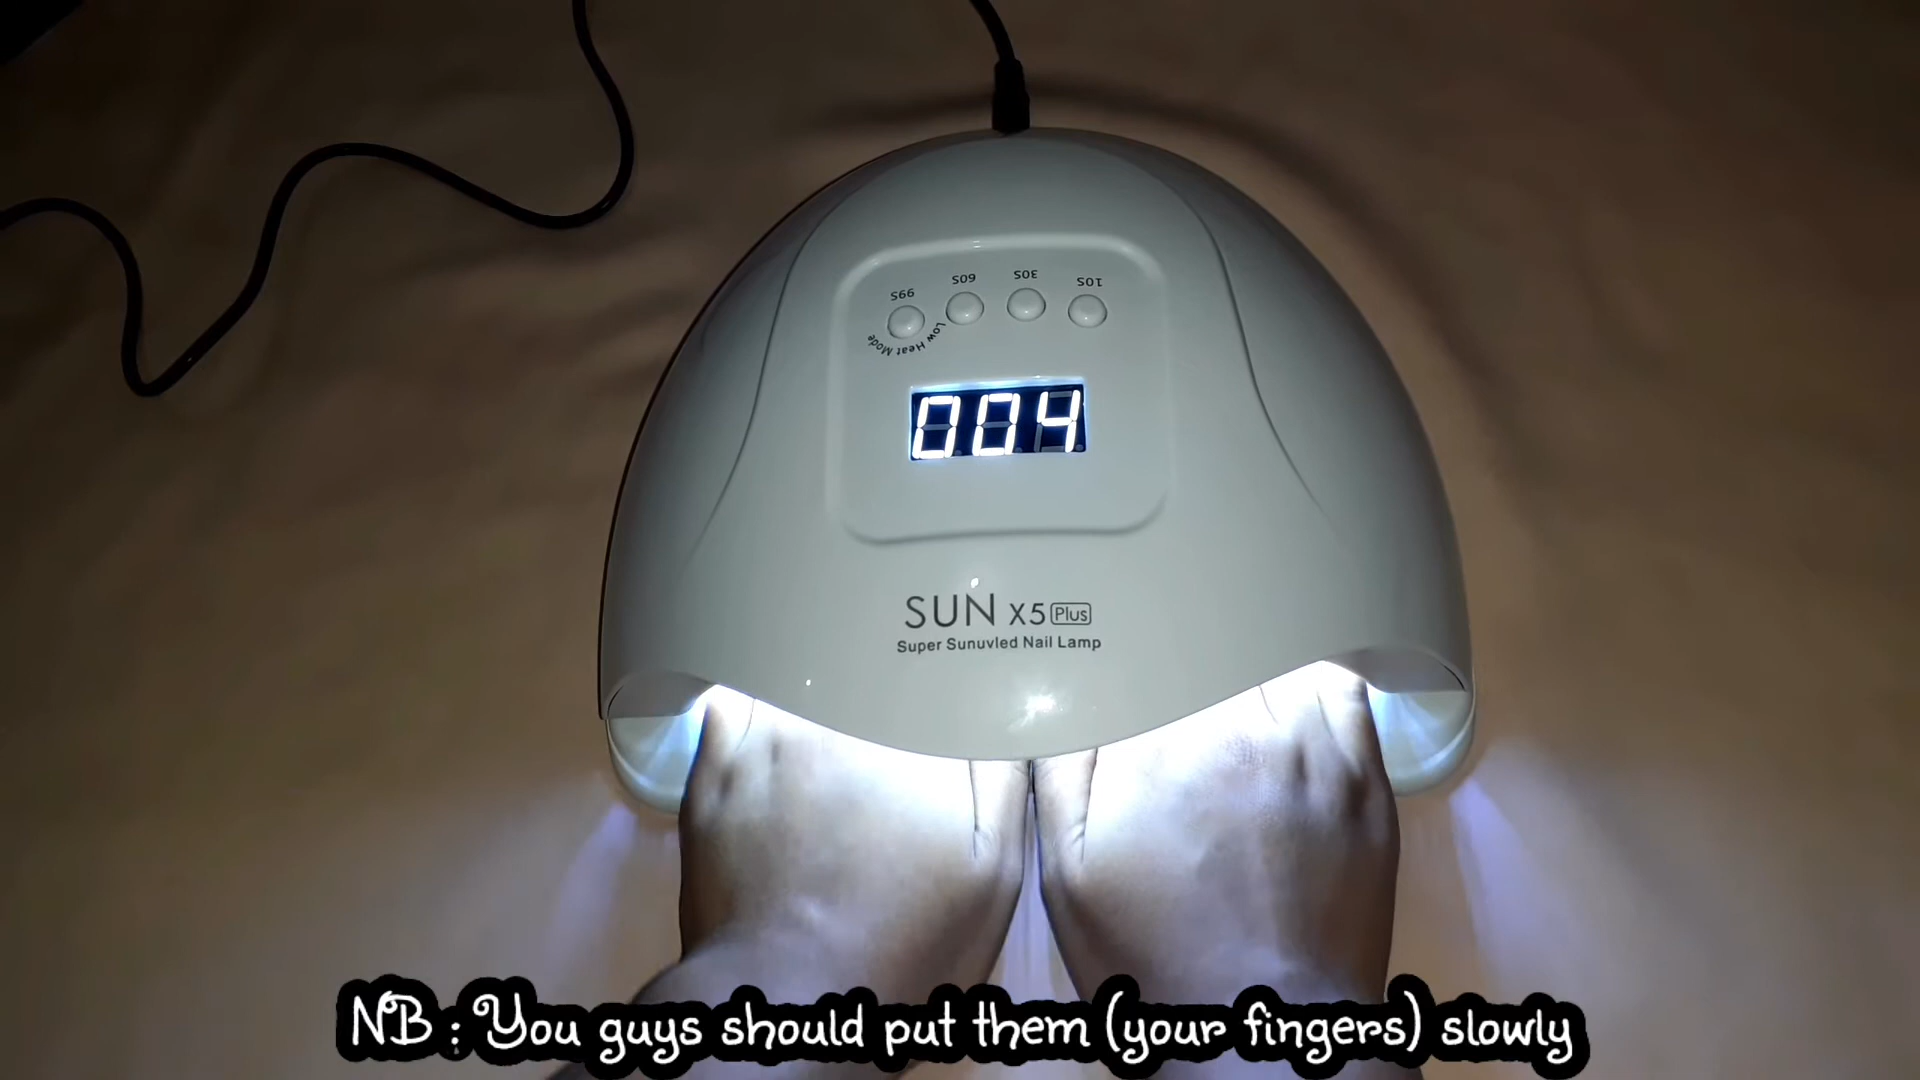 10S 30S 60S 99S
Low Heat Mode
004
SUN X5 Plus
Super Sunuvled Nail Lamp
NB : You guys should put them (your fingers) slowly